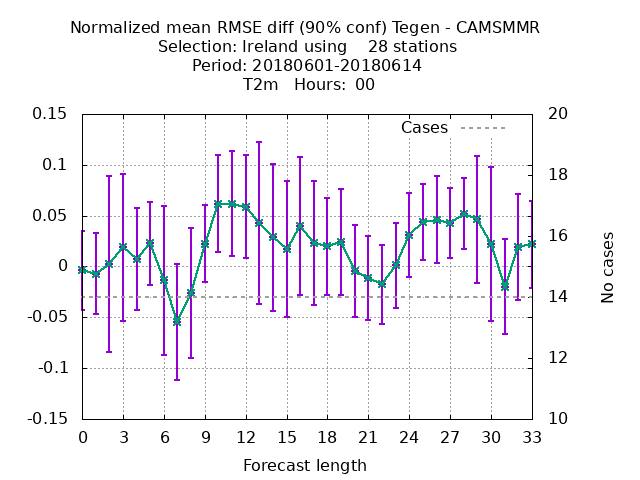 Normalized mean RMSE diff (90% conf) Tegen - CAMSMMR
Selection: Ireland using 28 stations
Period: 20180601-20180614
T2m Hours: 00
0.15
0.1
0.05
0
-0.05
-0.1
-0.15
Cases
20
18
16
14
12
10
No cases
0 3 6 9 12 15 18 21 24 27 30 33
Forecast length